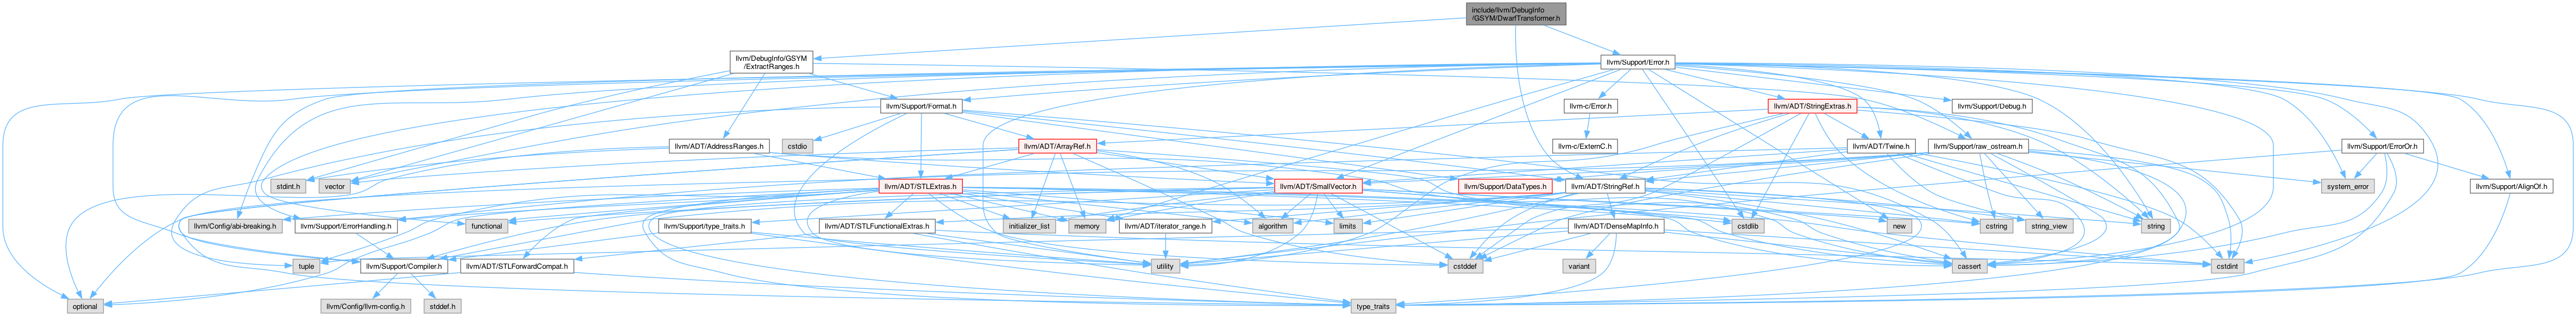 include/llvm/DebugInfo
/GSYM/DwarfTransformer.h
llvm/DebugInfo/GSYM
/ExtractRanges.h
llvm/Support/Error.h
llvm/Support/Format.h
llvm-c/Error.h
llvm/ADT/StringExtras.h
llvm/Support/Debug.h
cstdio
llvm/ADT/AddressRanges.h
llvm/ADT/ArrayRef.h
llvm-c/ExternC.h
llvm/ADT/Twine.h
llvm/Support/raw_ostream.h
llvm/Support/ErrorOr.h
stdint.h
vector
llvm/ADT/STLExtras.h
llvm/ADT/SmallVector.h
llvm/Support/DataTypes.h
llvm/ADT/StringRef.h
system_error
llvm/Support/AlignOf.h
llvm/Config/abi-breaking.h
llvm/Support/ErrorHandling.h
functional
llvm/Support/type_traits.h
llvm/ADT/STLFunctionalExtras.h
initializer_list
memory
llvm/ADT/iterator_range.h
algorithm
limits
cstdlib
llvm/ADT/DenseMapInfo.h
new
cstring
string_view
string
tuple
llvm/Support/Compiler.h
llvm/ADT/STLForwardCompat.h
utility
cstddef
variant
cassert
cstdint
optional
llvm/Config/llvm-config.h
stddef.h
type_traits